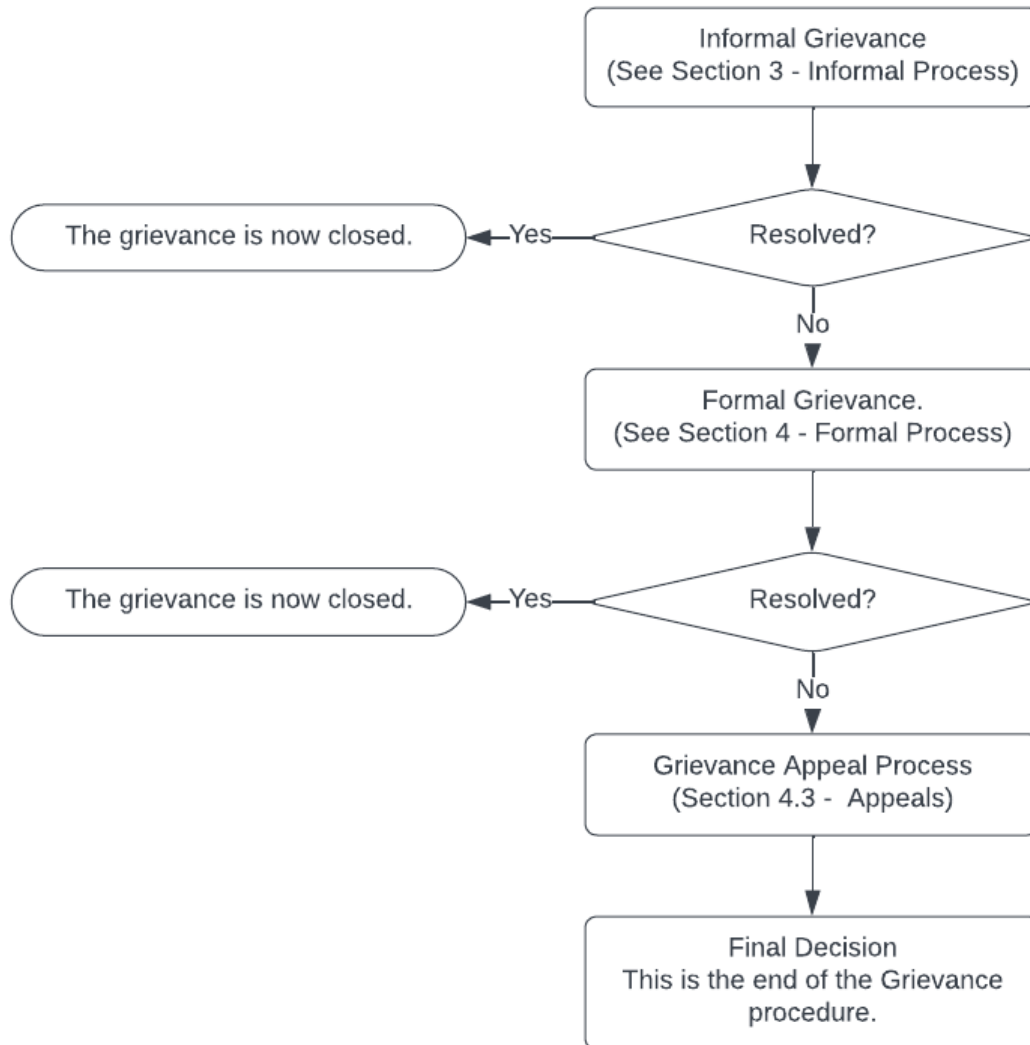 Informal Grievance
(See Section 3 - Informal Process)
The grievance is now closed.
Yes
Resolved?
No
Formal Grievance.
(See Section 4 - Formal Process)
The grievance is now closed.
Yes
Resolved?
No
Grievance Appeal Process
(Section 4.3 -  Appeals)
Final Decision
This is the end of the Grievance
procedure.